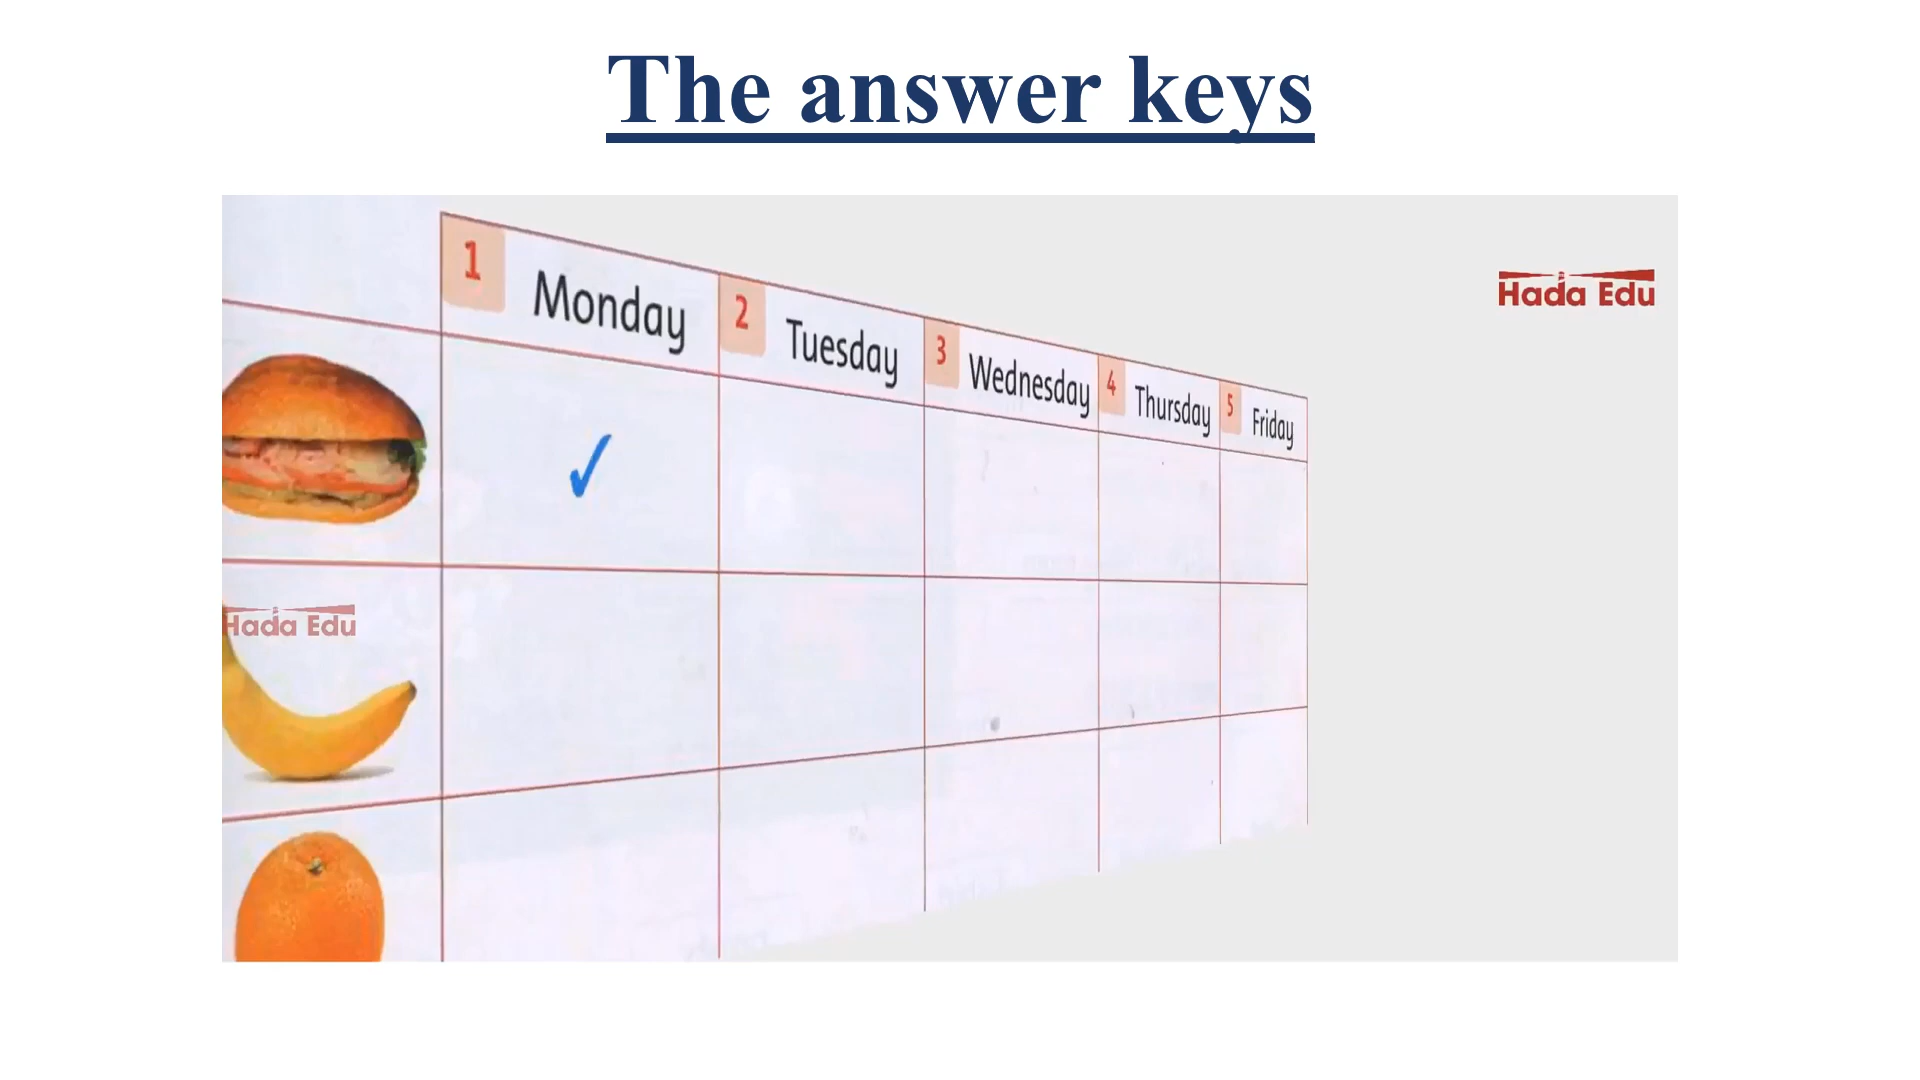 The answer keys
1 Monday
2 Tuesday
3 Wednesday
4 Thursday
5 Friday
Hada Edu
Hada Edu